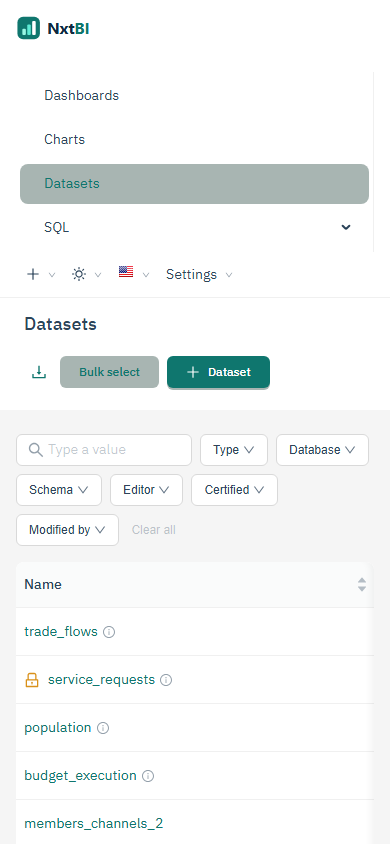 NxtBI
Dashboards
Charts
Datasets
SQL
Settings
Datasets
Bulk select
Dataset
Type a value
Type
Database
Schema
Editor
Certified
Modified by
Clear all
Name
trade_flows
service_requests
population
budget_execution
members_channels_2